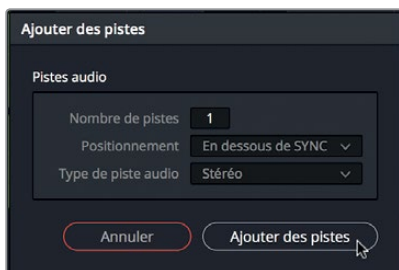 Ajouter des pistes
Pistes audio
Nombre de pistes 1
Positionnement En dessous de SYNC
Type de piste audio Stéréo
Annuler Ajouter des pistes